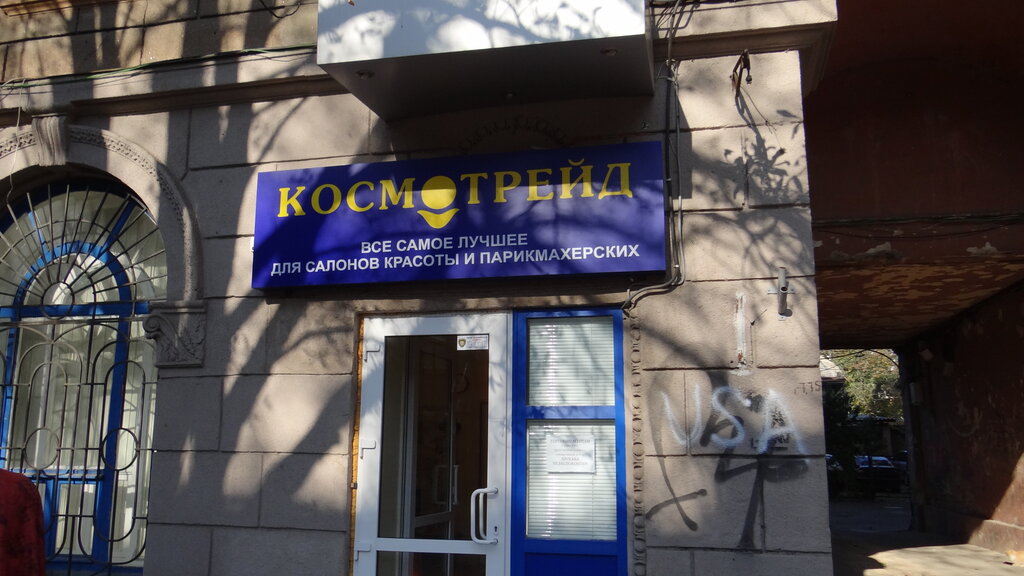 КОСМОТРЕЙД
ВСЕ САМОЕ ЛУЧШЕЕ
ДЛЯ САЛОНОВ КРАСОТЫ И ПАРИКМАХЕРСКИХ
USA